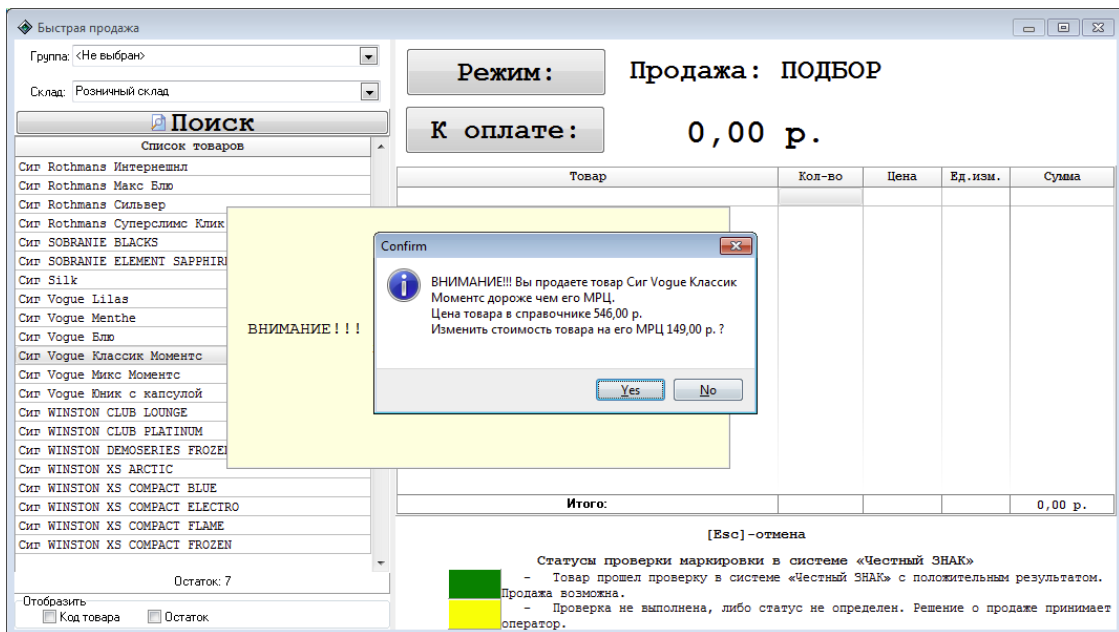 Быстрая продажа
Группа: <Не выбран>
Склад: Розничный склад
Поиск
Список товаров
Сиг Rothmans Интернешнл
Сиг Rothmans Макс Блю
Сиг Rothmans Сильвер
Сиг Rothmans Суперслимс Клик
Сиг SOBRANIE BLACKS
Сиг SOBRANIE ELEMENT SAPPHIR
Сиг Silk
Сиг Vogue Lilas
Сиг Vogue Menthe
Сиг Vogue Блю
Сиг Vogue Классик Моментс
Сиг Vogue Микс Моментс
Сиг Vogue Юник с капсулой
Сиг WINSTON CLUB LOUNGE
Сиг WINSTON CLUB PLATINUM
Сиг WINSTON DEMOSERIES FROZE
Сиг WINSTON XS ARCTIC
Сиг WINSTON XS COMPACT BLUE
Сиг WINSTON XS COMPACT ELECTRO
Сиг WINSTON XS COMPACT FLAME
Сиг WINSTON XS COMPACT FROZEN
Остаток: 7
Отобразить
Код товара Остаток
Режим: Продажа: ПОДБОР
К оплате: 0,00 р.
Товар Кол-во Цена Ед.изм. Сумма
ВНИМАНИЕ!!!
Confirm
ВНИМАНИЕ!!! Вы продаете товар Сиг Vogue Классик
Моментс дороже чем его МРЦ.
Цена товара в справочнике 546,00 р.
Изменить стоимость товара на его МРЦ 149,00 р. ?
Yes No
Итого: 0,00 р.
[Esc]-отмена
Статусы проверки маркировки в системе «Честный ЗНАК»
- Товар прошел проверку в системе «Честный ЗНАК» с положительным результатом.
Продажа возможна.
- Проверка не выполнена, либо статус не определен. Решение о продаже принимает
оператор.